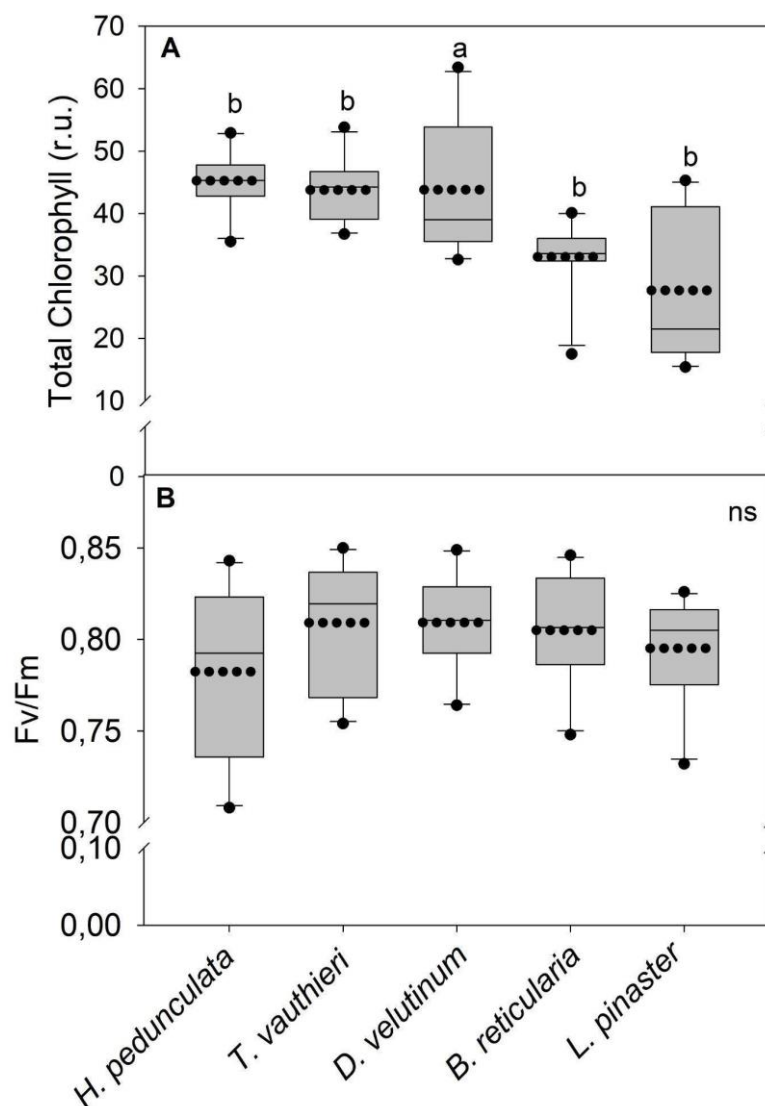 A
a
b
b
b
b
Total Chlorophyll (r.u.)
70
60
50
40
30
20
10
0
B
ns
Fv/Fm
0,85
0,80
0,75
0,70
0,10
0,00
H. pedunculata
T. vauthieri
D. velutinum
B. reticularia
L. pinaster